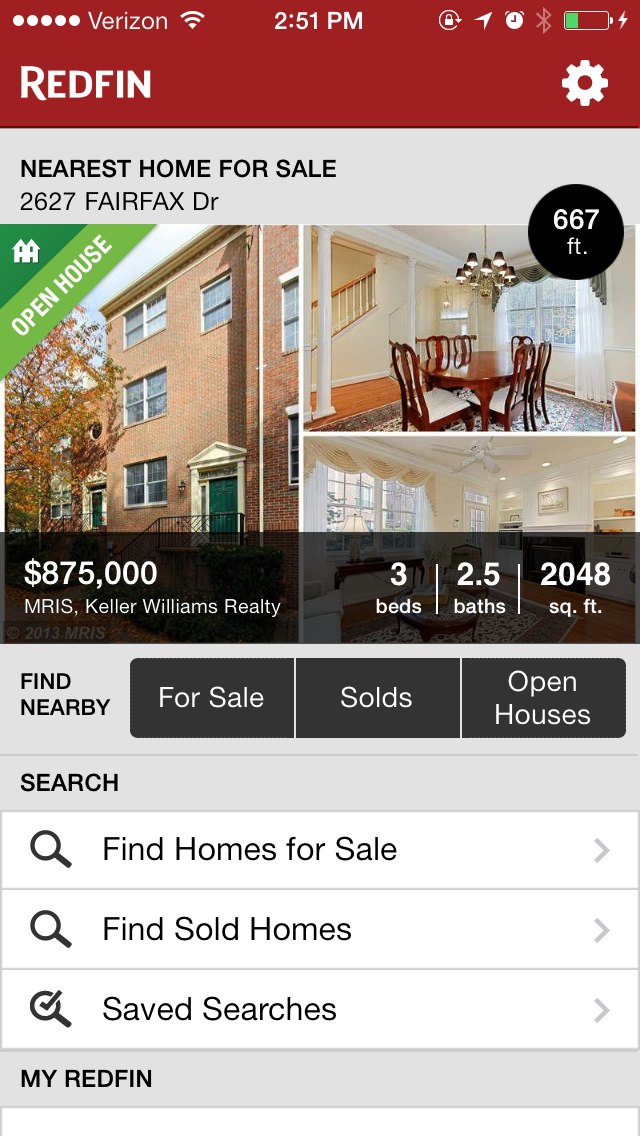 Verizon 2:51 PM
REDFIN
NEAREST HOME FOR SALE
2627 FAIRFAX Dr
667
ft.
OPEN HOUSE
$875,000
MRIS, Keller Williams Realty
3
beds
2.5
baths
2048
sq. ft.
© 2013 MRIS
FIND
NEARBY
For Sale
Solds
Open
Houses
SEARCH
Find Homes for Sale
Find Sold Homes
Saved Searches
MY REDFIN